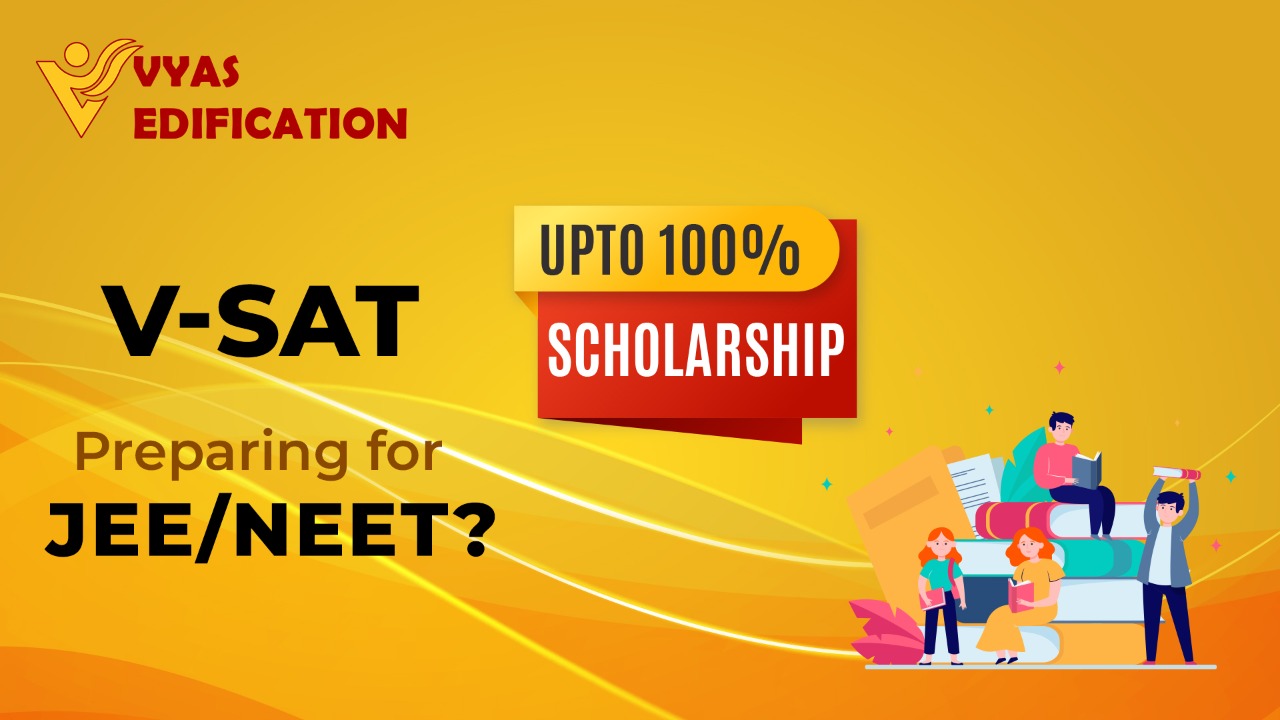 VYAS
EDIFICATION
UPTO 100%
SCHOLARSHIP
V-SAT
Preparing for
JEE/NEET?